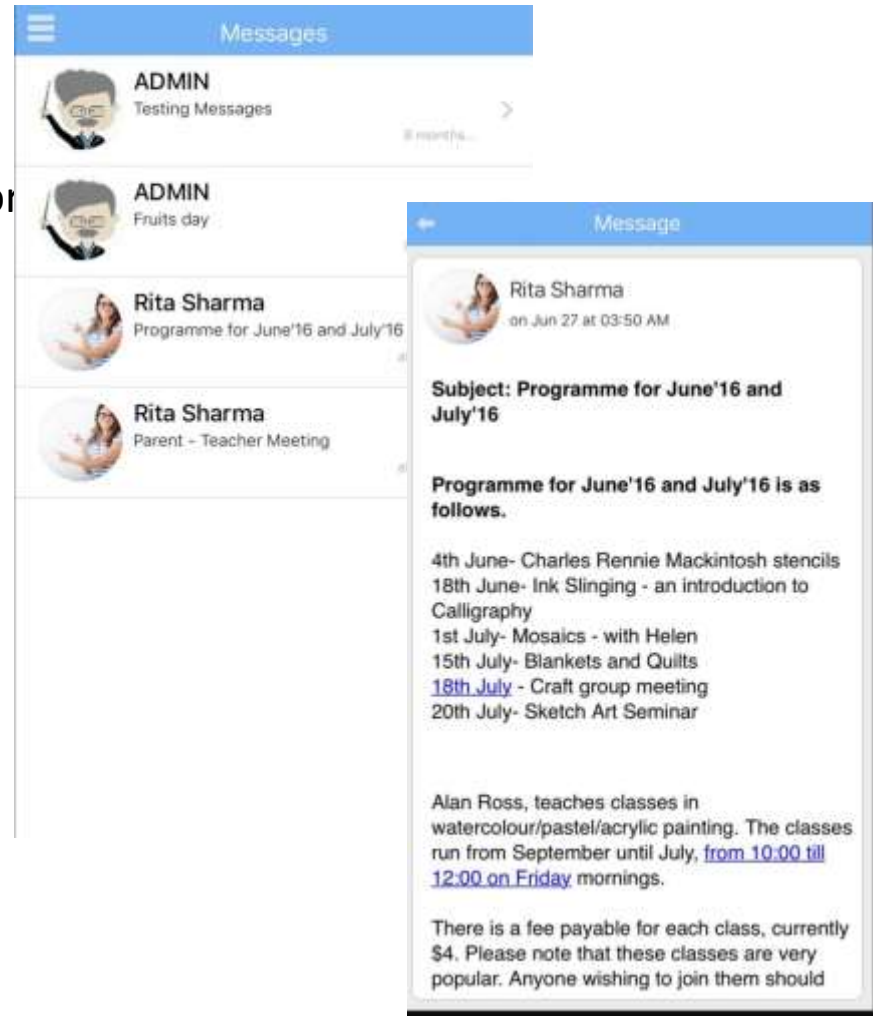 Messages
ADMIN
Testing Messages
8 months...
ADMIN
Fruits day
Rita Sharma
Programme for June'16 and July'16
Rita Sharma
Parent - Teacher Meeting
or
Message
Rita Sharma
on Jun 27 at 03:50 AM
Subject: Programme for June'16 and
July'16
Programme for June'16 and July'16 is as
follows.
4th June- Charles Rennie Mackintosh stencils
18th June- Ink Slinging - an introduction to
Calligraphy
1st July- Mosaics - with Helen
15th July- Blankets and Quilts
18th July - Craft group meeting
20th July- Sketch Art Seminar
Alan Ross, teaches classes in
watercolour/pastel/acrylic painting. The classes
run from September until July, from 10:00 till
12:00 on Friday mornings.
There is a fee payable for each class, currently
$4. Please note that these classes are very
popular. Anyone wishing to join them should